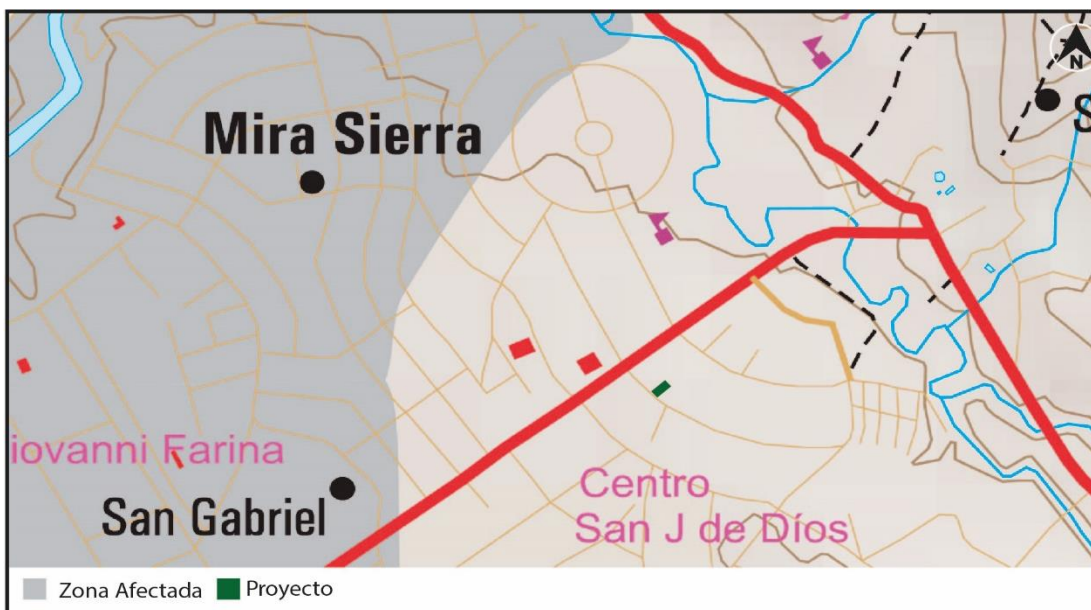 N
S
Mira Sierra
iovanni Farina
San Gabriel
Centro
San J de Díos
Zona Afectada
Proyecto